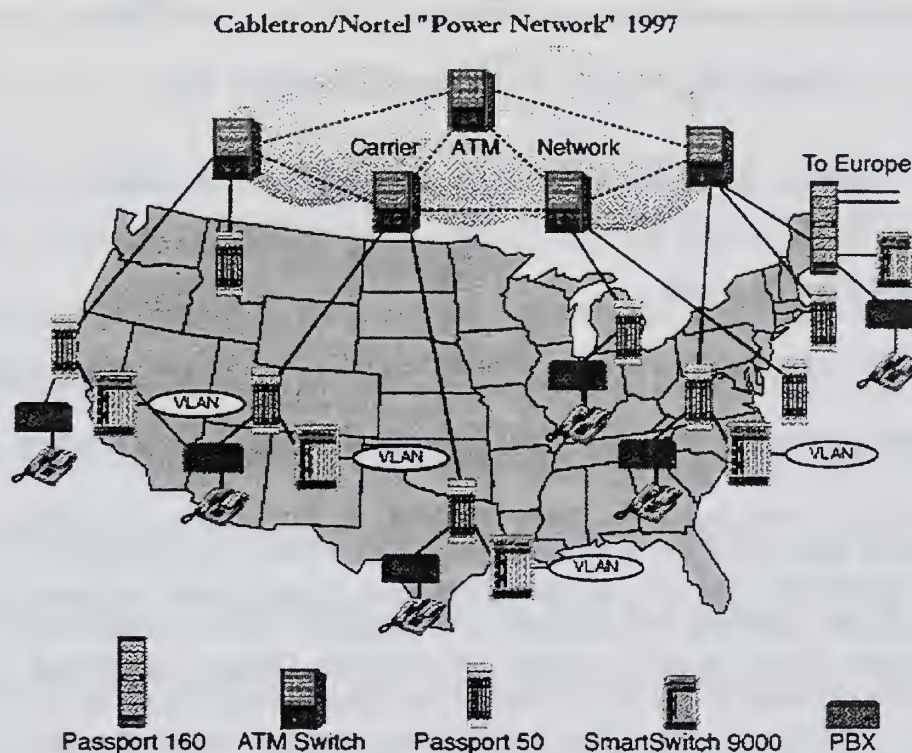 Cabletron/Nortel "Power Network" 1997
Carrier ATM Network
To Europe
VLAN
VLAN
VLAN
VLAN
Passport 160 ATM Switch Passport 50 SmartSwitch 9000 PBX